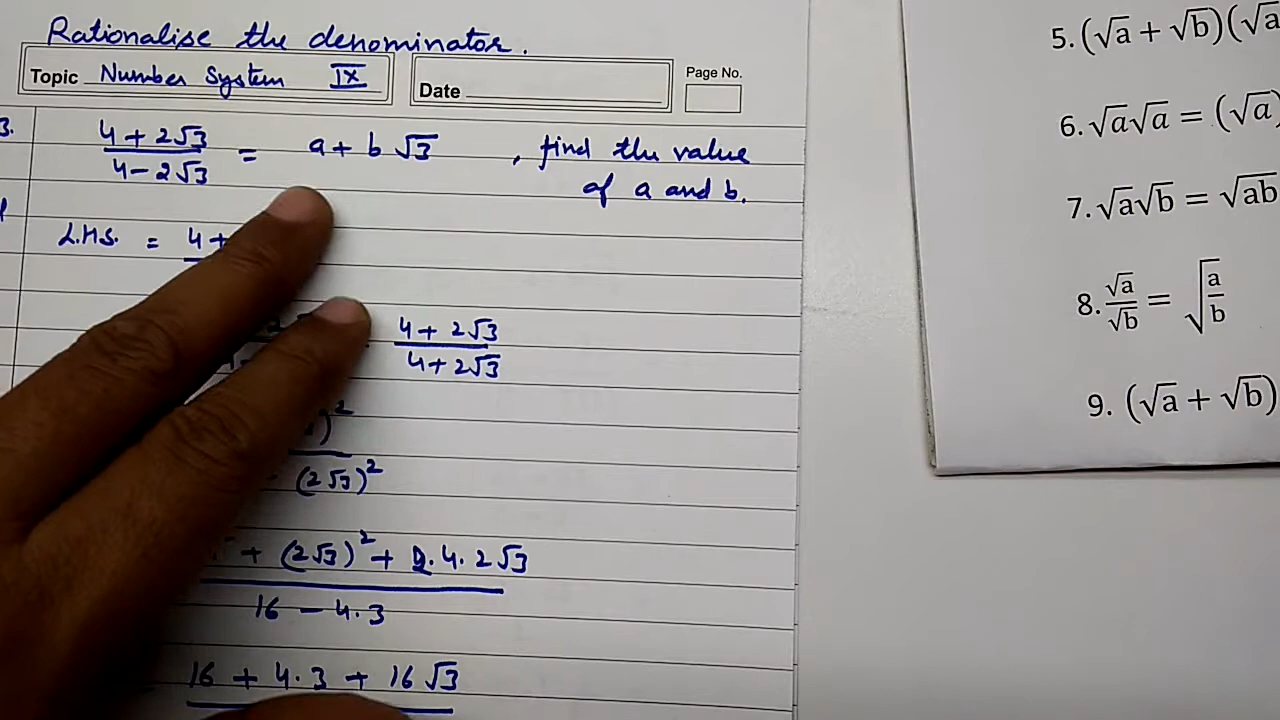 Rationalise the denominator.
Topic Number System IX
Date
Page No.
3.
(4 + 2√3)/(4 - 2√3) = a + b√3 , find the value
of a and b.
L.H.S. = 4 +
(4 + 2√3)/(4 + 2√3)
)²
- (2√3)²
+ (2√3)² + 2.4.2√3
16 - 4.3
16 + 4.3 + 16√3
5. (√a + √b)(√a
6. √a√a = (√a)
7. √a√b = √ab
8. √a/√b = √(a/b)
9. (√a + √b)